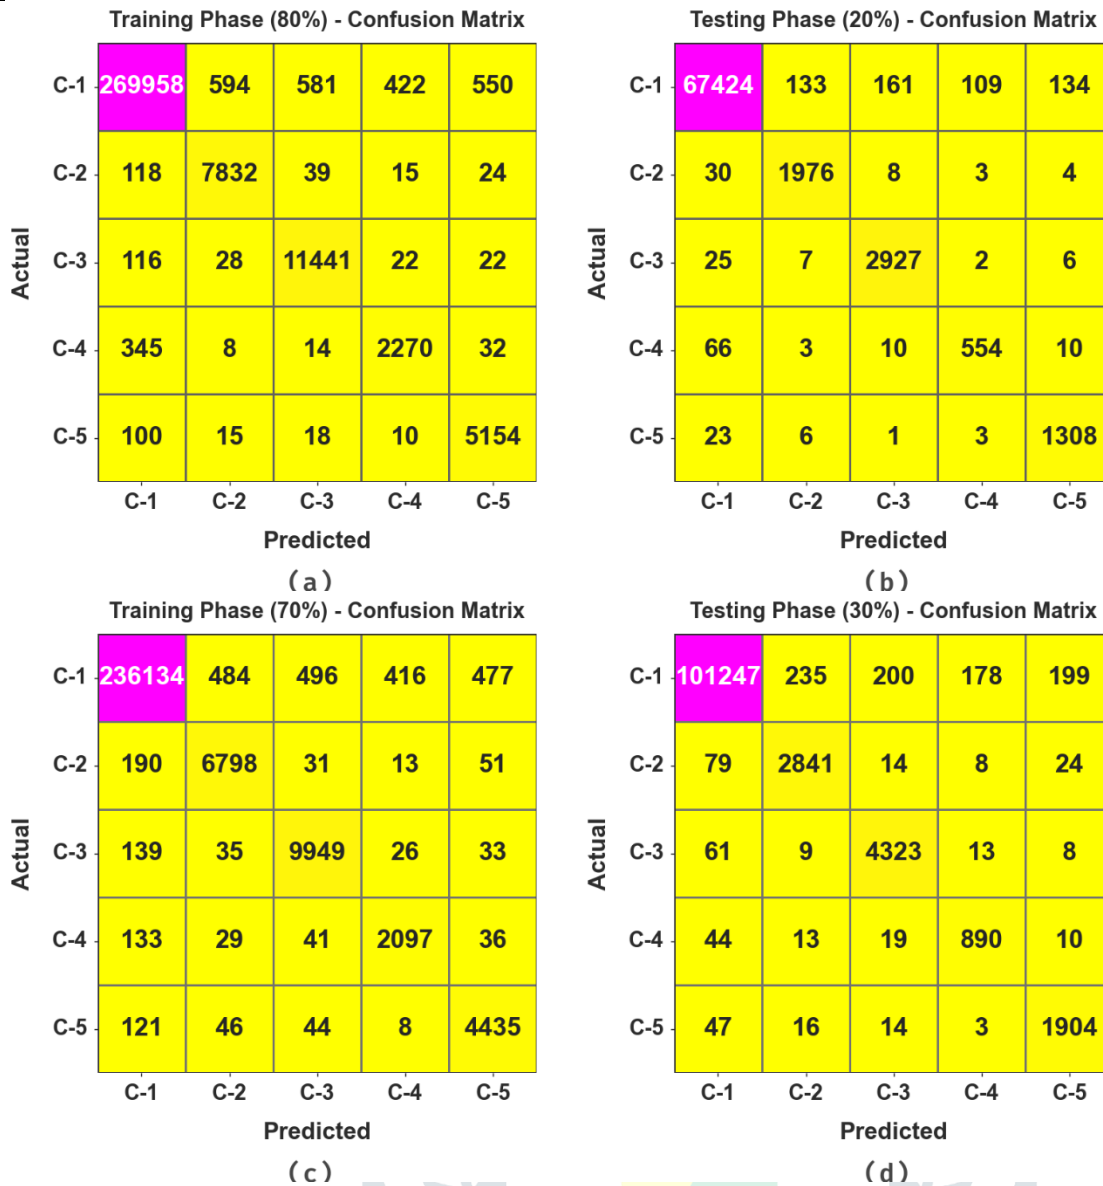 Training Phase (80%) - Confusion Matrix
C-1 269958 594 581 422 550
C-2 118 7832 39 15 24
C-3 116 28 11441 22 22
C-4 345 8 14 2270 32
C-5 100 15 18 10 5154
C-1 C-2 C-3 C-4 C-5
Actual
Predicted
(a)
Testing Phase (20%) - Confusion Matrix
C-1 67424 133 161 109 134
C-2 30 1976 8 3 4
C-3 25 7 2927 2 6
C-4 66 3 10 554 10
C-5 23 6 1 3 1308
C-1 C-2 C-3 C-4 C-5
Actual
Predicted
(b)
Training Phase (70%) - Confusion Matrix
C-1 236134 484 496 416 477
C-2 190 6798 31 13 51
C-3 139 35 9949 26 33
C-4 133 29 41 2097 36
C-5 121 46 44 8 4435
C-1 C-2 C-3 C-4 C-5
Actual
Predicted
(c)
Testing Phase (30%) - Confusion Matrix
C-1 101247 235 200 178 199
C-2 79 2841 14 8 24
C-3 61 9 4323 13 8
C-4 44 13 19 890 10
C-5 47 16 14 3 1904
C-1 C-2 C-3 C-4 C-5
Actual
Predicted
(d)